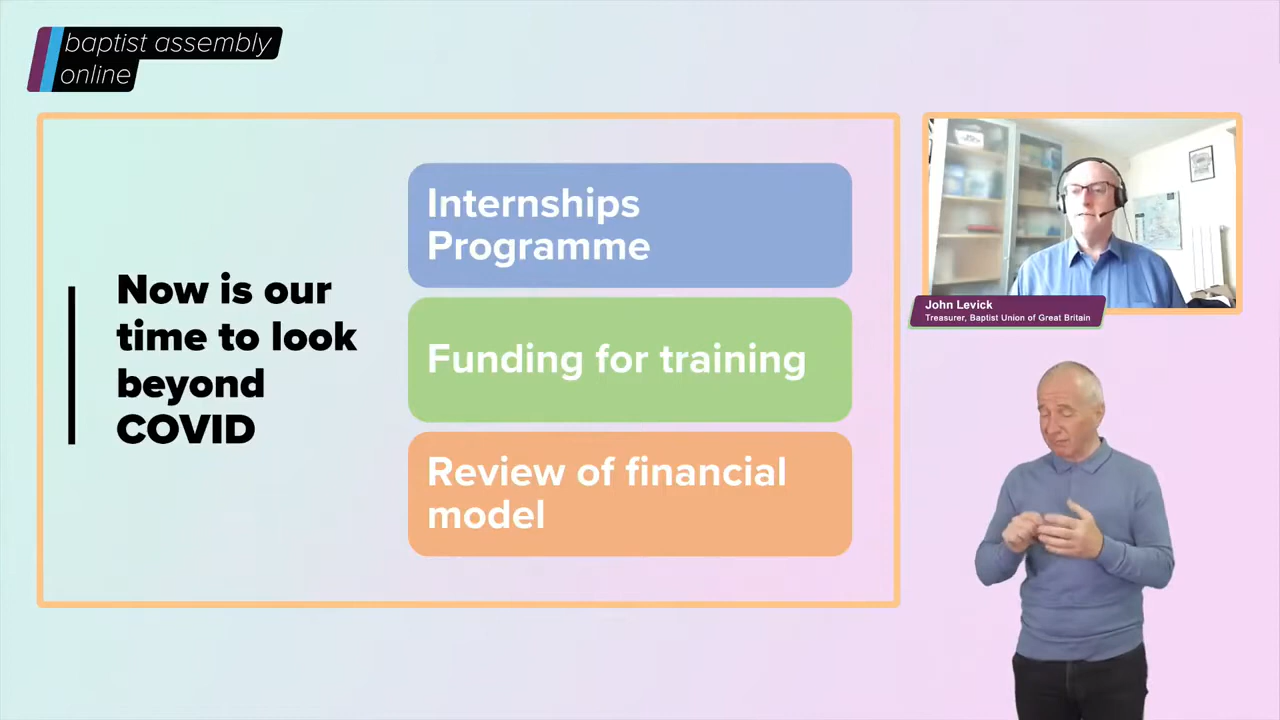 baptist assembly
online
Now is our
time to look
beyond
COVID
Internships
Programme
Funding for training
Review of financial
model
John Levick
Treasurer, Baptist Union of Great Britain